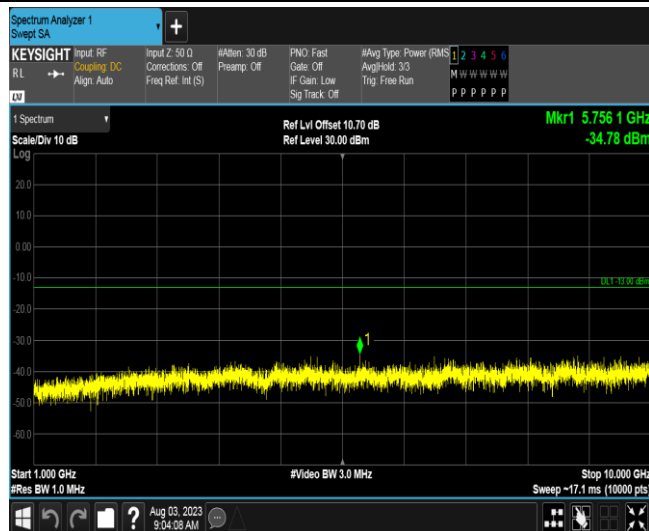 Spectrum Analyzer 1
Swept SA
+
KEYSIGHT Input: RF Input Z: 50 Ω #Atten: 30 dB PNO: Fast #Avg Type: Power (RMS 1 2 3 4 5 6
RL Coupling: DC Corrections: Off Preamp: Off Gate: Off Avg|Hold: 3/3 M W W W W W
Align: Auto Freq Ref: Int (S) IF Gain: Low Trig: Free Run
Sig Track: Off P P P P P P
1 Spectrum Ref Lvl Offset 10.70 dB Mkr1 5.756 1 GHz
Scale/Div 10 dB Ref Level 30.00 dBm -34.78 dBm
Log
20.0
10.0
0.00
-10.0
DL1 -13.00 dBm
-20.0
-30.0
1
-40.0
-50.0
-60.0
Start 1.000 GHz #Video BW 3.0 MHz Stop 10.000 GHz
#Res BW 1.0 MHz Sweep ~17.1 ms (10000 pts)
? Aug 03, 2023
9:04:08 AM